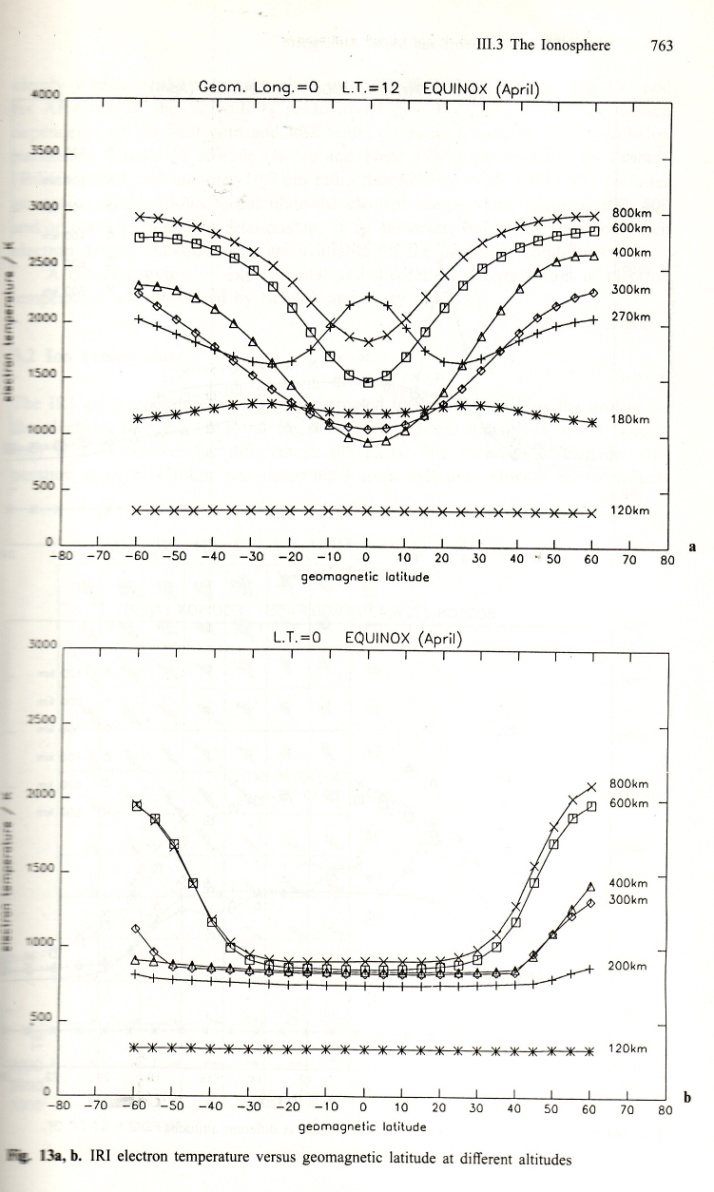 III.3 The Ionosphere 763
Geom. Long.=0 L.T.=12 EQUINOX (April)
4000
3500
3000
2500
2000
1500
1000
500
0
electron temperature / K
800km
600km
400km
300km
270km
180km
120km
-80 -70 -60 -50 -40 -30 -20 -10 0 10 20 30 40 50 60 70 80
a
geomagnetic latitude
L.T.=0 EQUINOX (April)
3000
2500
2000
1500
1000
500
0
electron temperature / K
800km
600km
400km
300km
200km
120km
-80 -70 -60 -50 -40 -30 -20 -10 0 10 20 30 40 50 60 70 80
b
geomagnetic latitude
Fig. 13a, b. IRI electron temperature versus geomagnetic latitude at different altitudes